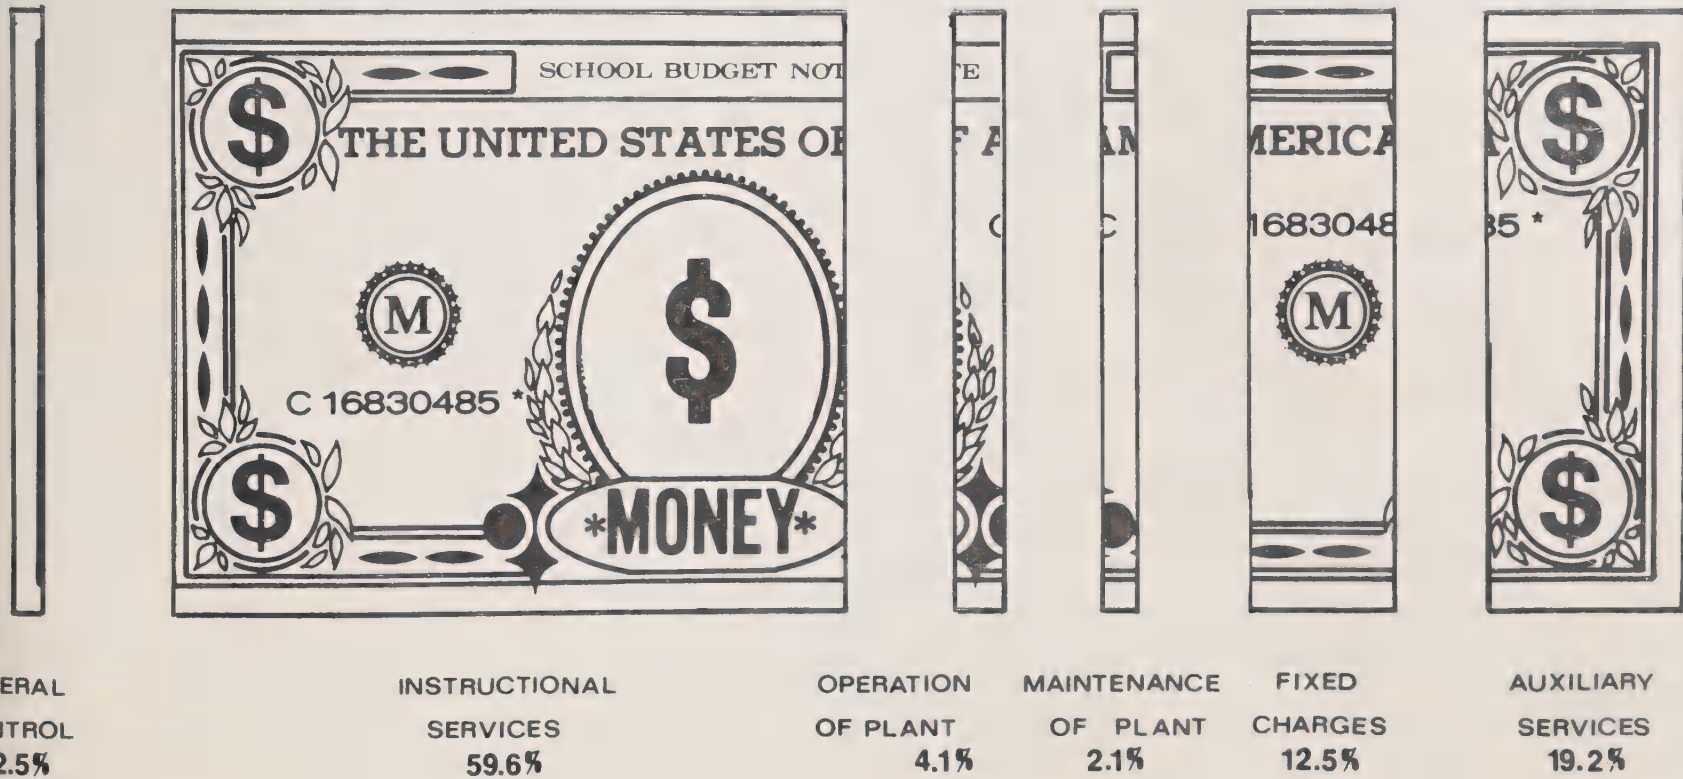 SCHOOL BUDGET NOT
TE
THE UNITED STATES OF
F A
AM
MERICA
A
$
$
C
C
1683048
85 *
M
$
M
C 16830485 *
$
*MONEY*
$
ERAL
TROL
2.5%
INSTRUCTIONAL
SERVICES
59.6%
OPERATION
OF PLANT
4.1%
MAINTENANCE
OF PLANT
2.1%
FIXED
CHARGES
12.5%
AUXILIARY
SERVICES
19.2%